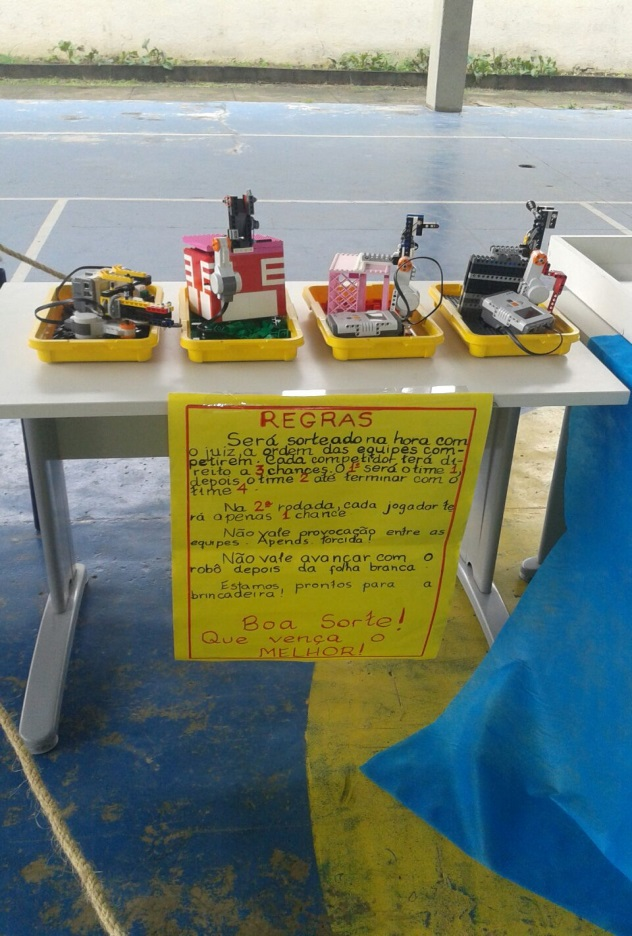 REGRAS
Será sorteado na hora com
o juiz, a ordem das equipes com-
petirem. Cada competidor terá di-
reito a 3 chances. O 1º será o time 1,
depois o time 2 até terminar com o
time 4.
Na 2ª rodada, cada jogador te
rá apenas 1 chance
Não vale provocação entre as
equipes. Apenas torcida!
Não vale avançar com o
robô depois da folha branca
Estamos, prontos para a
brincadeira!
Boa Sorte!
Que vença o
MELHOR!